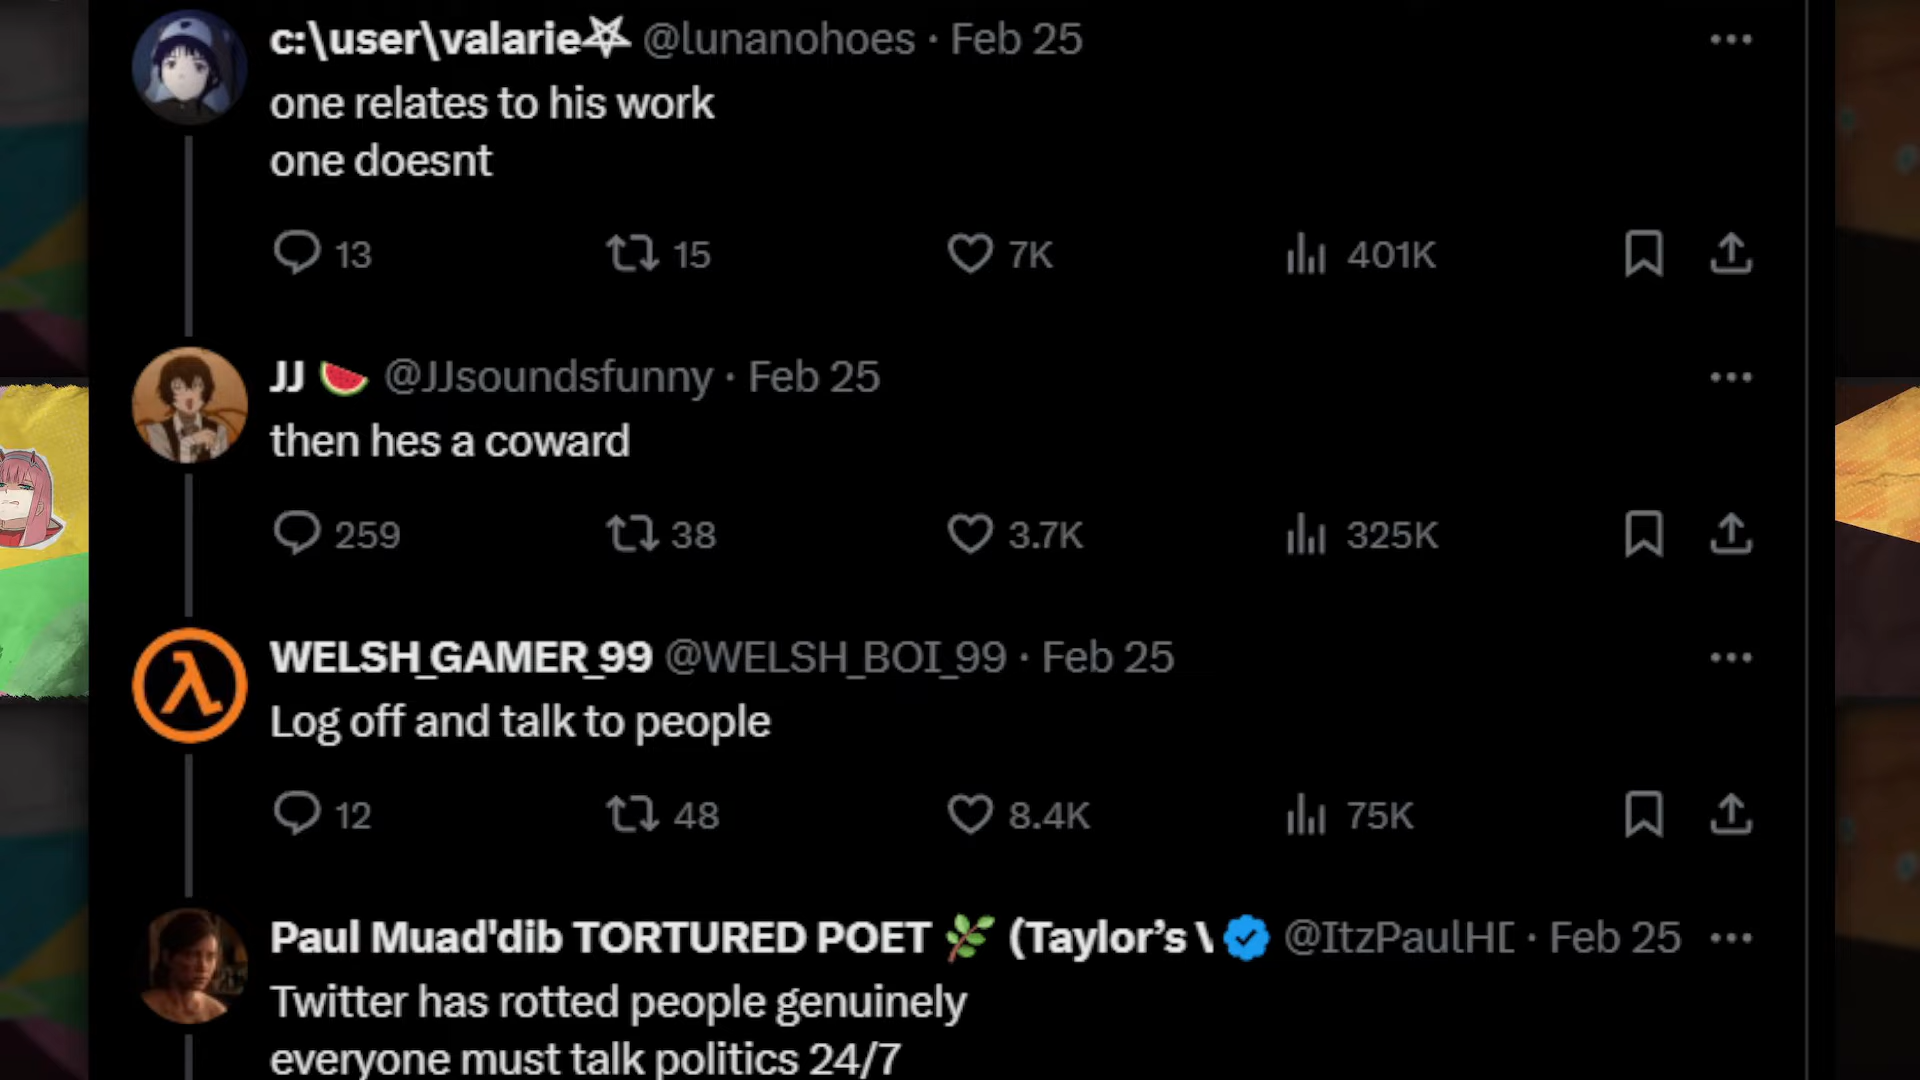 c:\user\valarie⛧ @lunanohoes · Feb 25
one relates to his work
one doesnt
13 15 7K 401K
JJ 🍉 @JJsoundsfunny · Feb 25
then hes a coward
259 38 3.7K 325K
WELSH_GAMER_99 @WELSH_BOI_99 · Feb 25
Log off and talk to people
12 48 8.4K 75K
Paul Muad'dib TORTURED POET 🌿 (Taylor's \ @ItzPaulH · Feb 25
Twitter has rotted people genuinely
everyone must talk politics 24/7